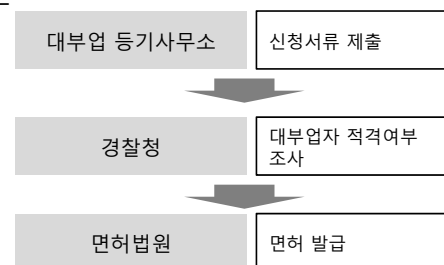 대부업 등기사무소
신청서류 제출
경찰청
대부업자 적격여부
조사
면허법원
면허 발급